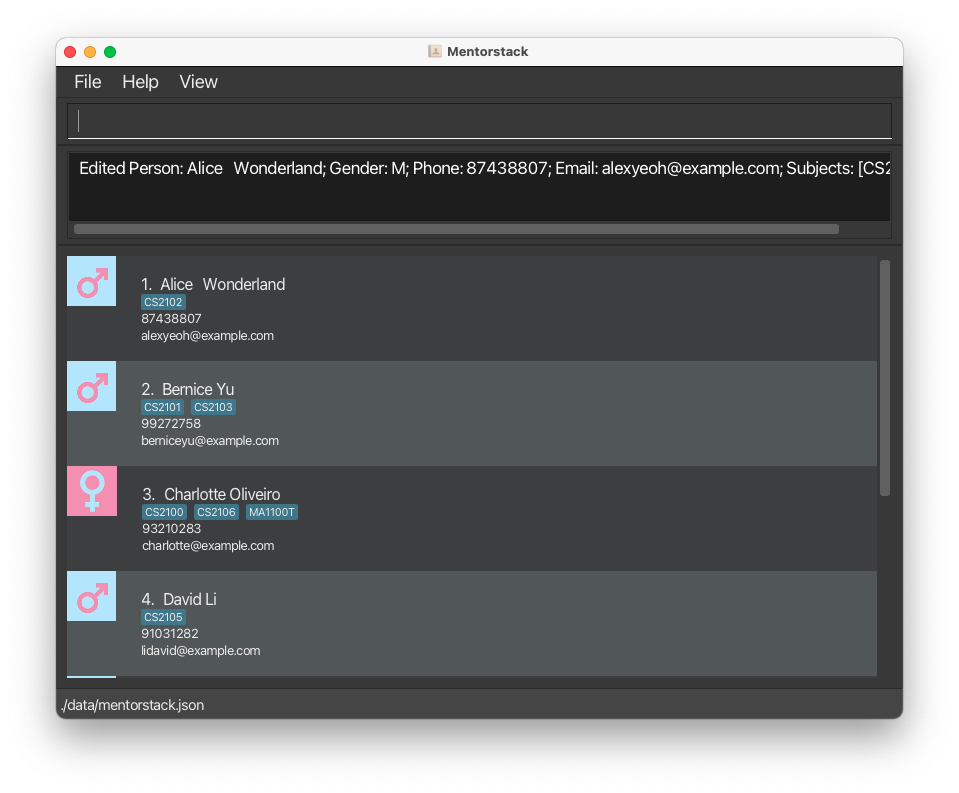 Mentorstack
File Help View
Edited Person: Alice   Wonderland; Gender: M; Phone: 87438807; Email: alexyeoh@example.com; Subjects: [CS2
1. Alice   Wonderland
CS2102
87438807
alexyeoh@example.com
2. Bernice Yu
CS2101 CS2103
99272758
berniceyu@example.com
3. Charlotte Oliveiro
CS2100 CS2106 MA1100T
93210283
charlotte@example.com
4. David Li
CS2105
91031282
lidavid@example.com
./data/mentorstack.json